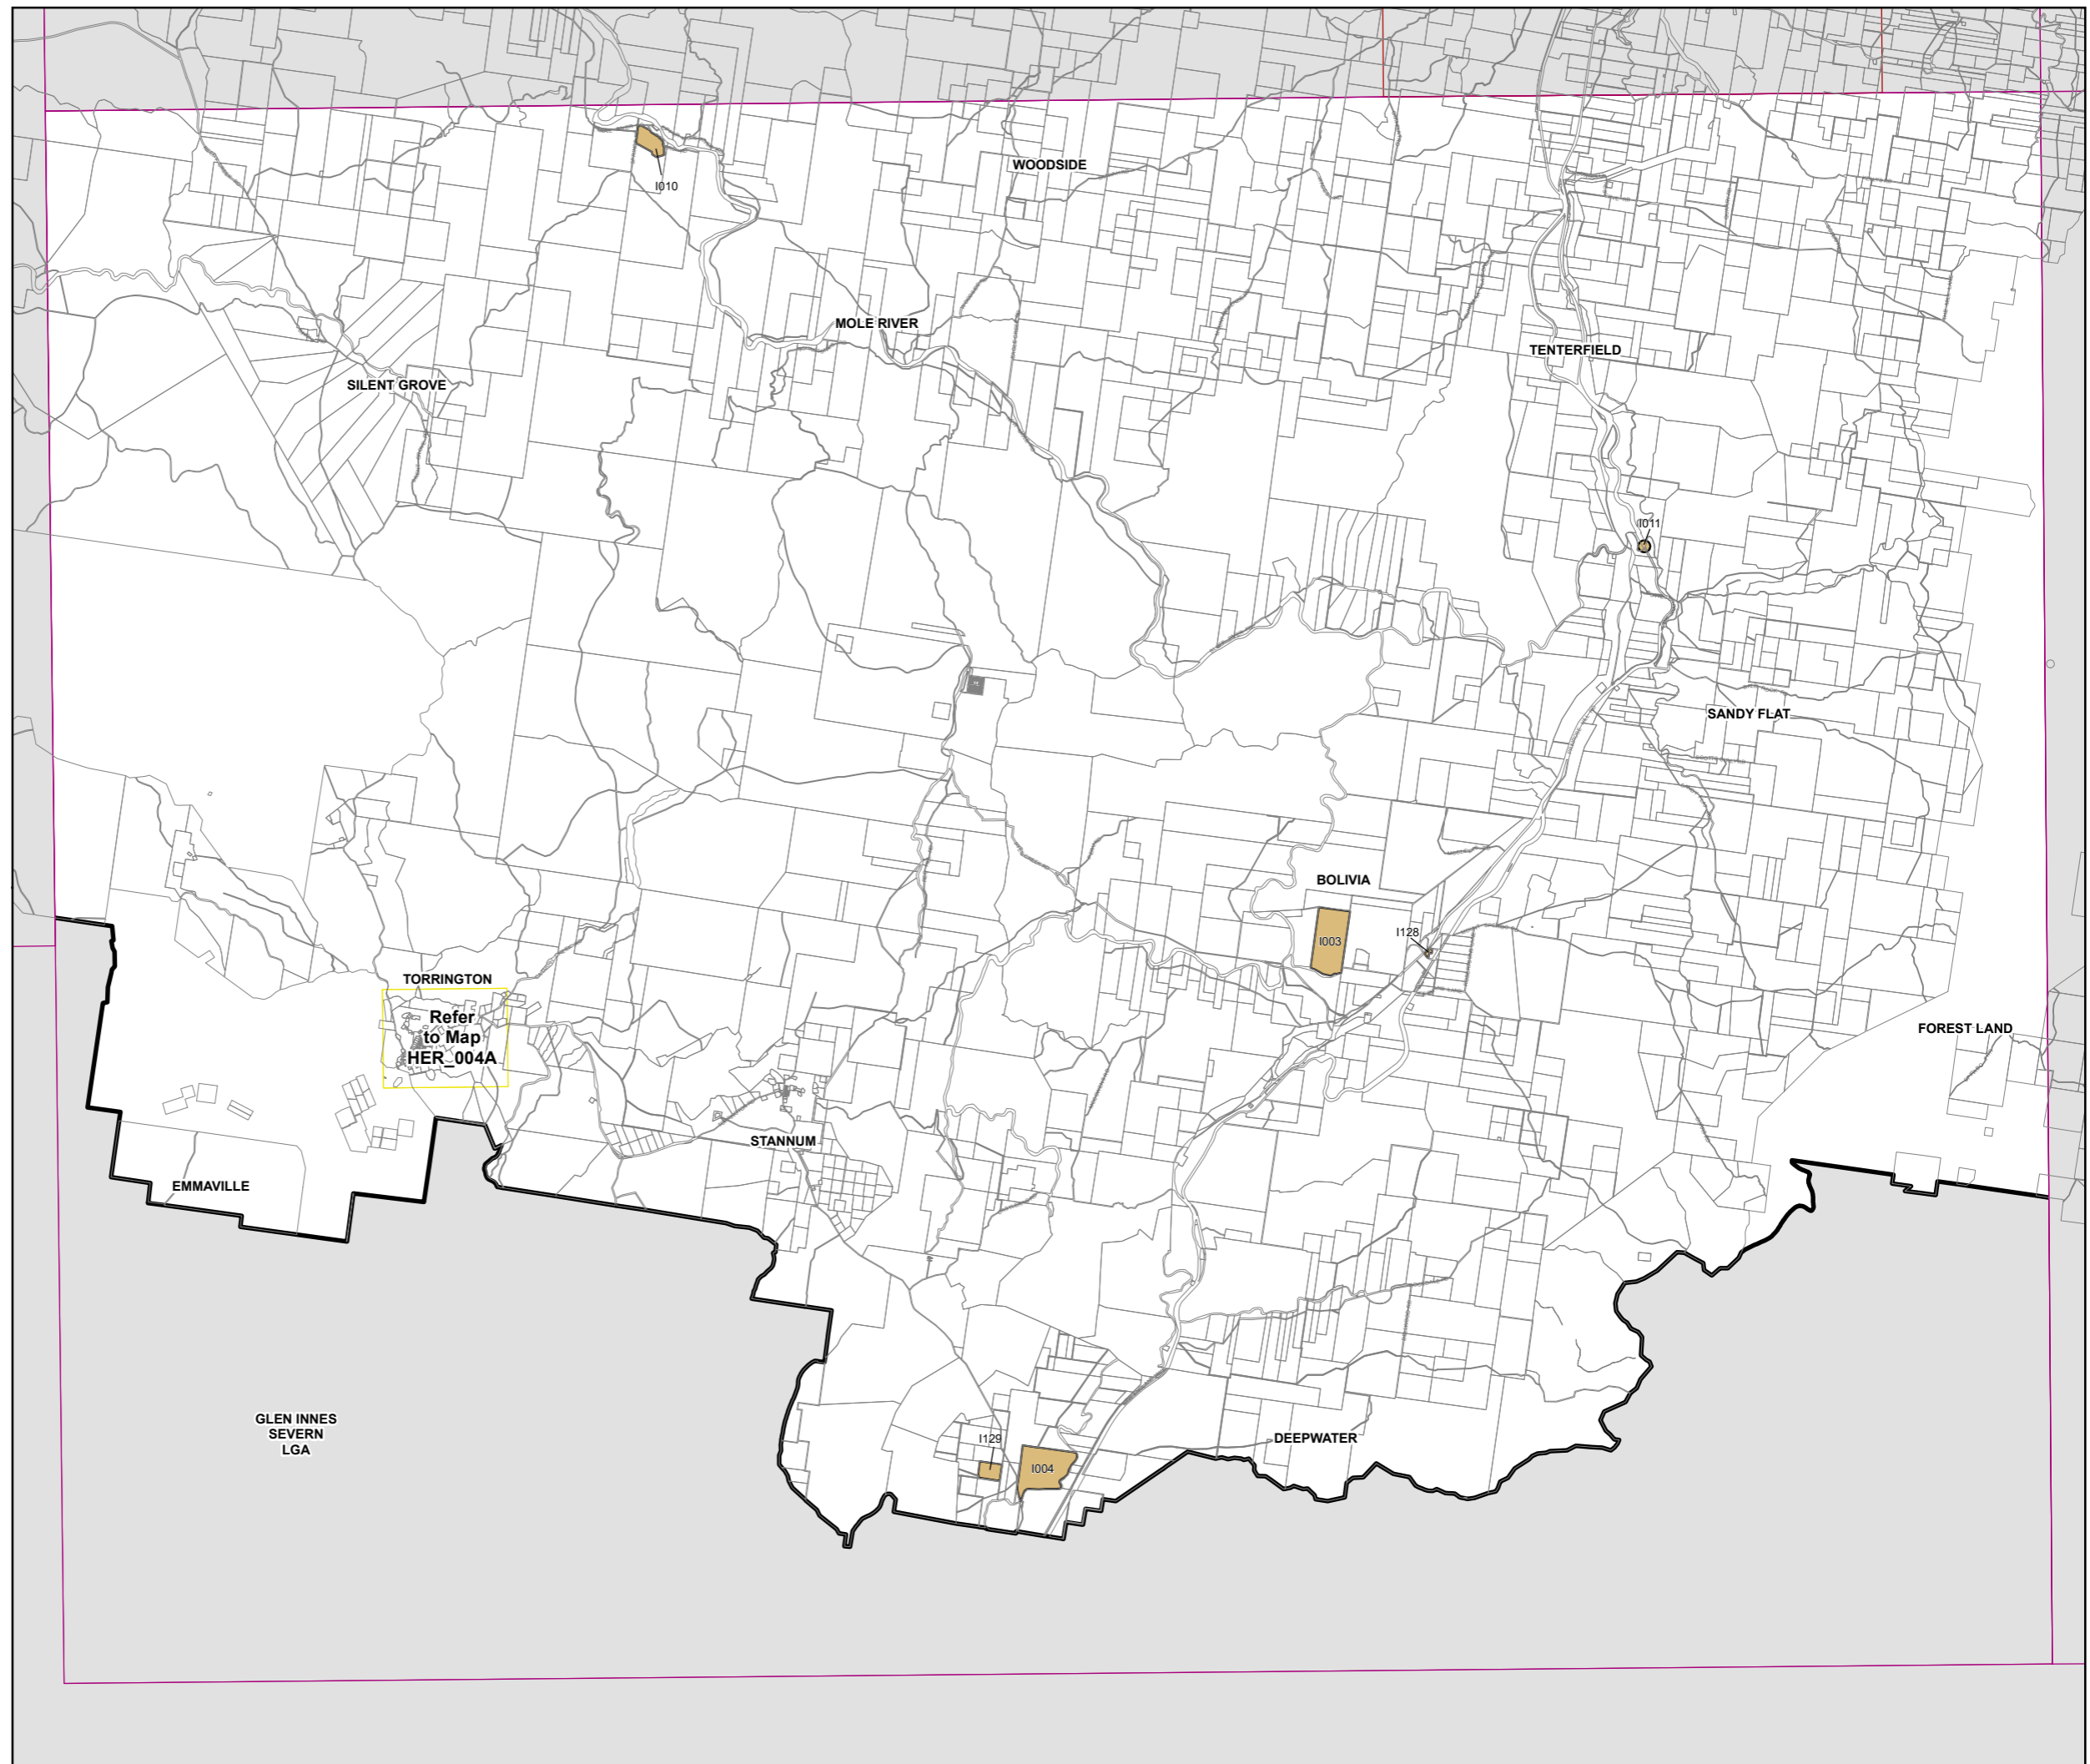 WOODSIDE
I010
MOLE RIVER
TENTERFIELD
SILENT GROVE
I011
SANDY FLAT
BOLIVIA
I128
I003
TORRINGTON
Refer
to Map
HER_004A
FOREST LAND
STANNUM
EMMAVILLE
GLEN INNES
SEVERN
LGA
I129
DEEPWATER
I004